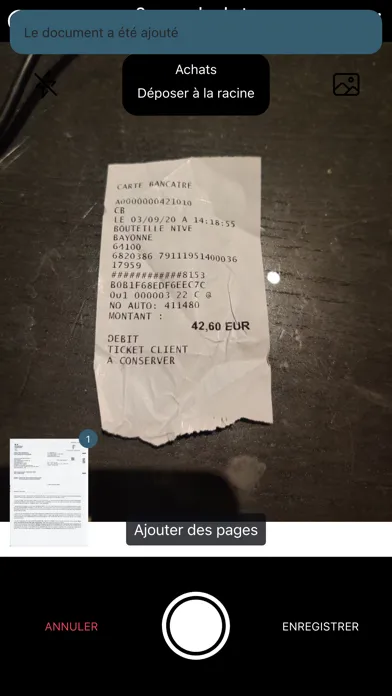 Le document a été ajouté
Achats
Déposer à la racine
CARTE BANCAIRE
A0000000421010
CB
LE 03/09/20 A 14:18:55
BOUTEILLE NIVE
BAYONNE
64100
6820386 79111951400036
17959
############8153
B0B1F68EDF6EEC7C
001 000003 22 C @
NO AUTO: 411480
MONTANT :
42,60 EUR
DEBIT
TICKET CLIENT
A CONSERVER
1
Ajouter des pages
ANNULER
ENREGISTRER